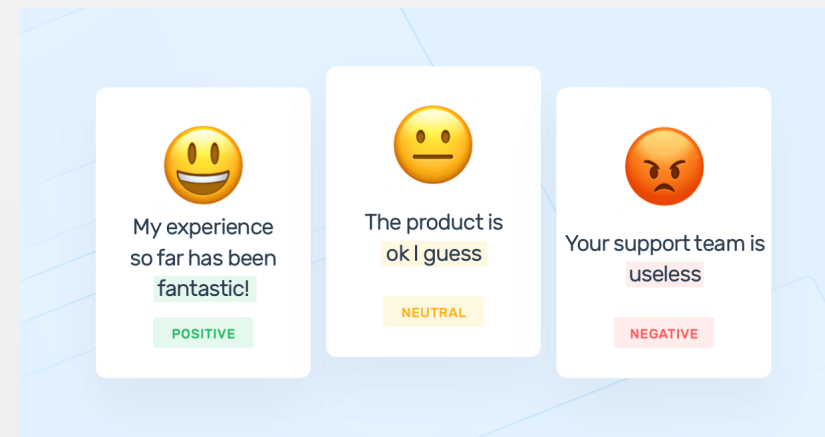 My experience
so far has been
fantastic!
POSITIVE
The product is
ok I guess
NEUTRAL
Your support team is
useless
NEGATIVE